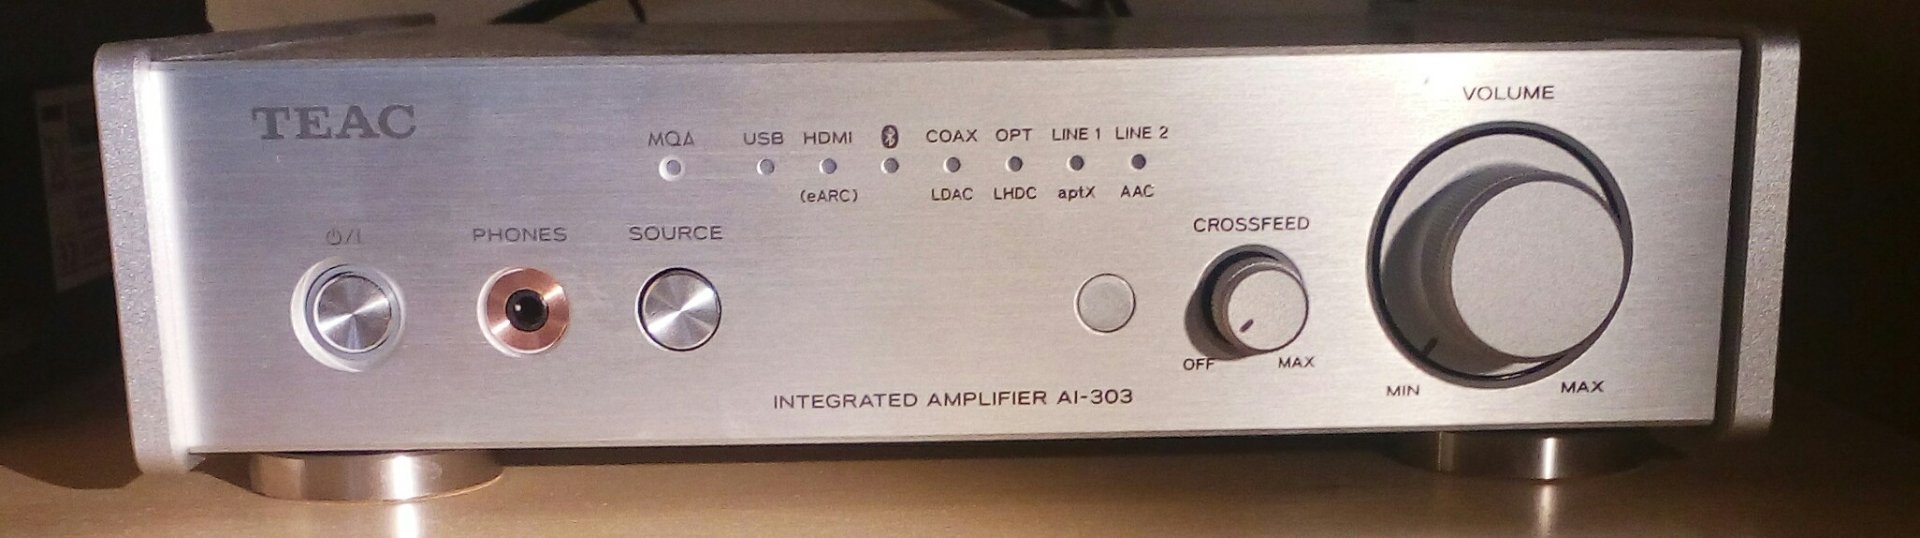 TEAC
MQA USB HDMI COAX OPT LINE 1 LINE 2
(eARC) LDAC LHDC aptX AAC
VOLUME
⏻/I PHONES SOURCE
CROSSFEED
OFF MAX
MIN MAX
INTEGRATED AMPLIFIER AI-303